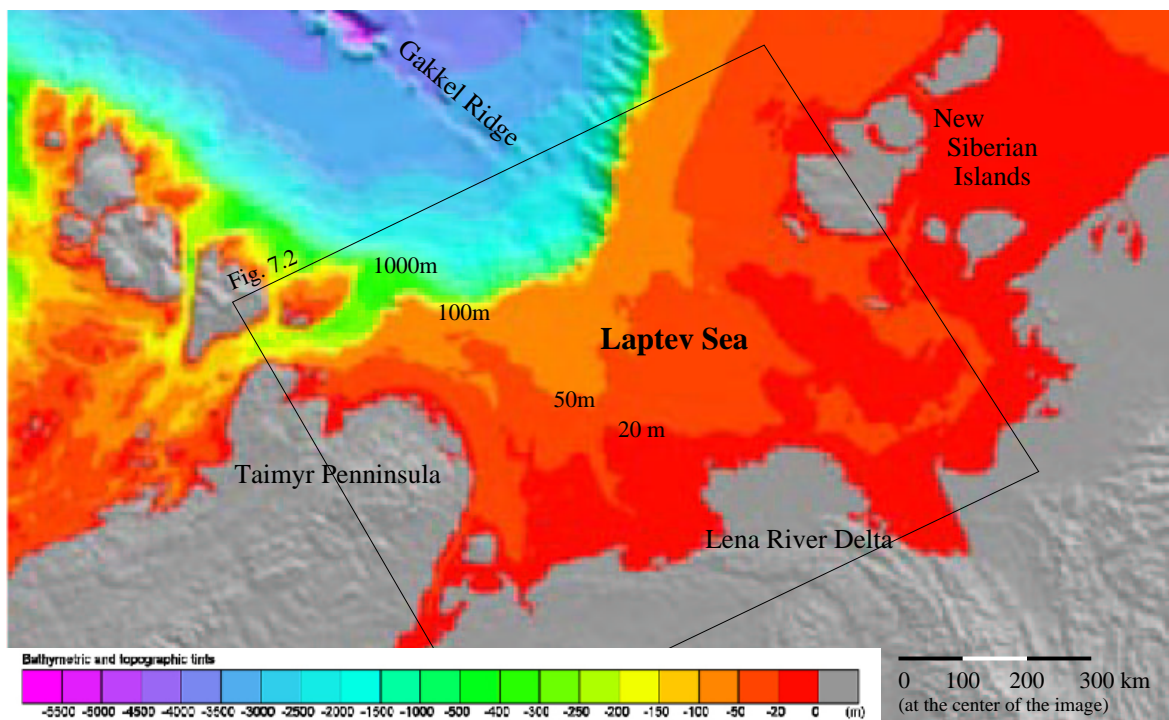 Gakkel Ridge
New
Siberian
Islands
Fig. 7.2
1000m
100m
Laptev Sea
50m
20 m
Taimyr Penninsula
Lena River Delta
Bathymetric and topographic tints
-5500 -5000 -4500 -4000 -3500 -3000 -2500 -2000 -1500 -1000 -500 -400 -300 -250 -200 -150 -100 -50 -20 0 (m)
0 100 200 300 km
(at the center of the image)